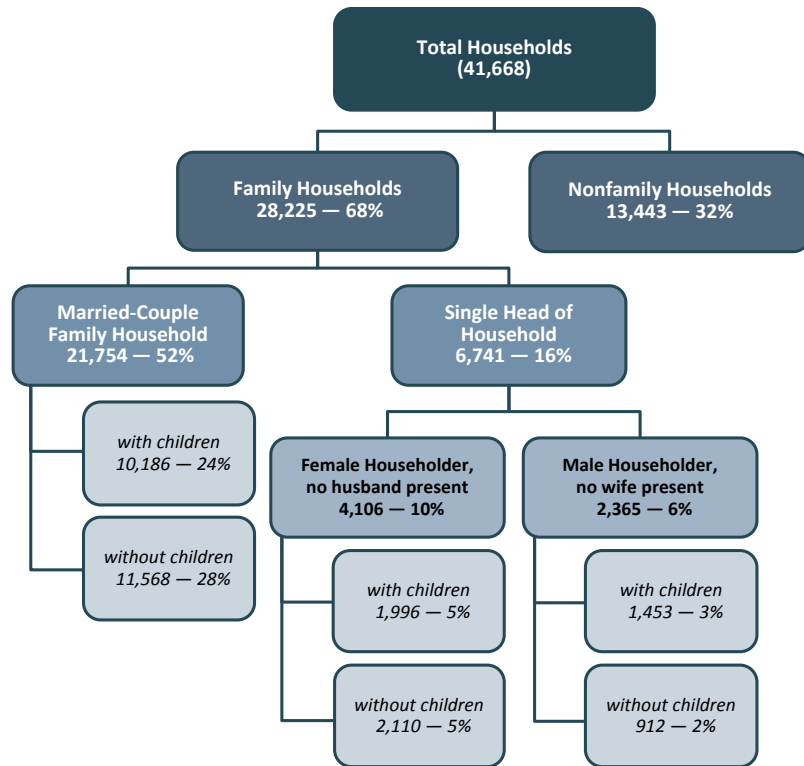 Total Households
(41,668)
Family Households
28,225 — 68%
Nonfamily Households
13,443 — 32%
Married-Couple
Family Household
21,754 — 52%
Single Head of
Household
6,741 — 16%
with children
10,186 — 24%
without children
11,568 — 28%
Female Householder,
no husband present
4,106 — 10%
Male Householder,
no wife present
2,365 — 6%
with children
1,996 — 5%
without children
2,110 — 5%
with children
1,453 — 3%
without children
912 — 2%